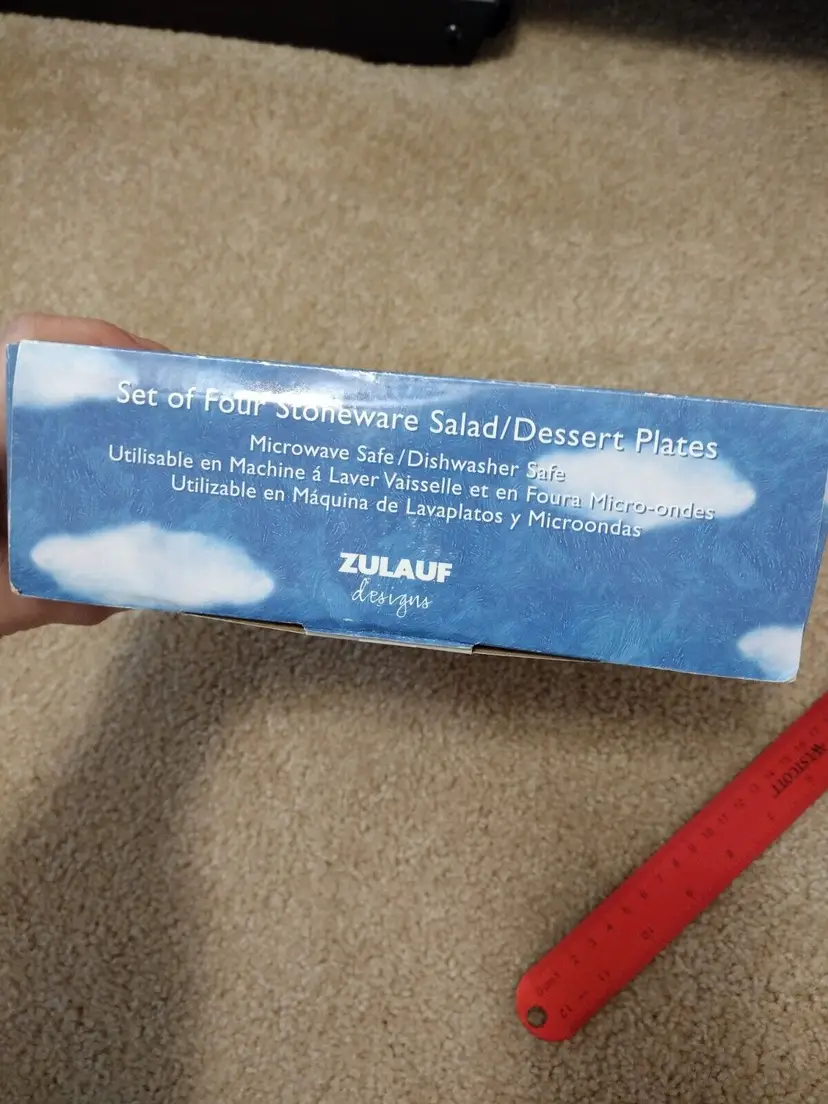 Set of Four Stoneware Salad/Dessert Plates
Microwave Safe/Dishwasher Safe
Utilisable en Machine á Laver Vaisselle et en Foura Micro-ondes
Utilizable en Máquina de Lavaplatos y Microondas
ZULAUF
designs
WESTCOTT